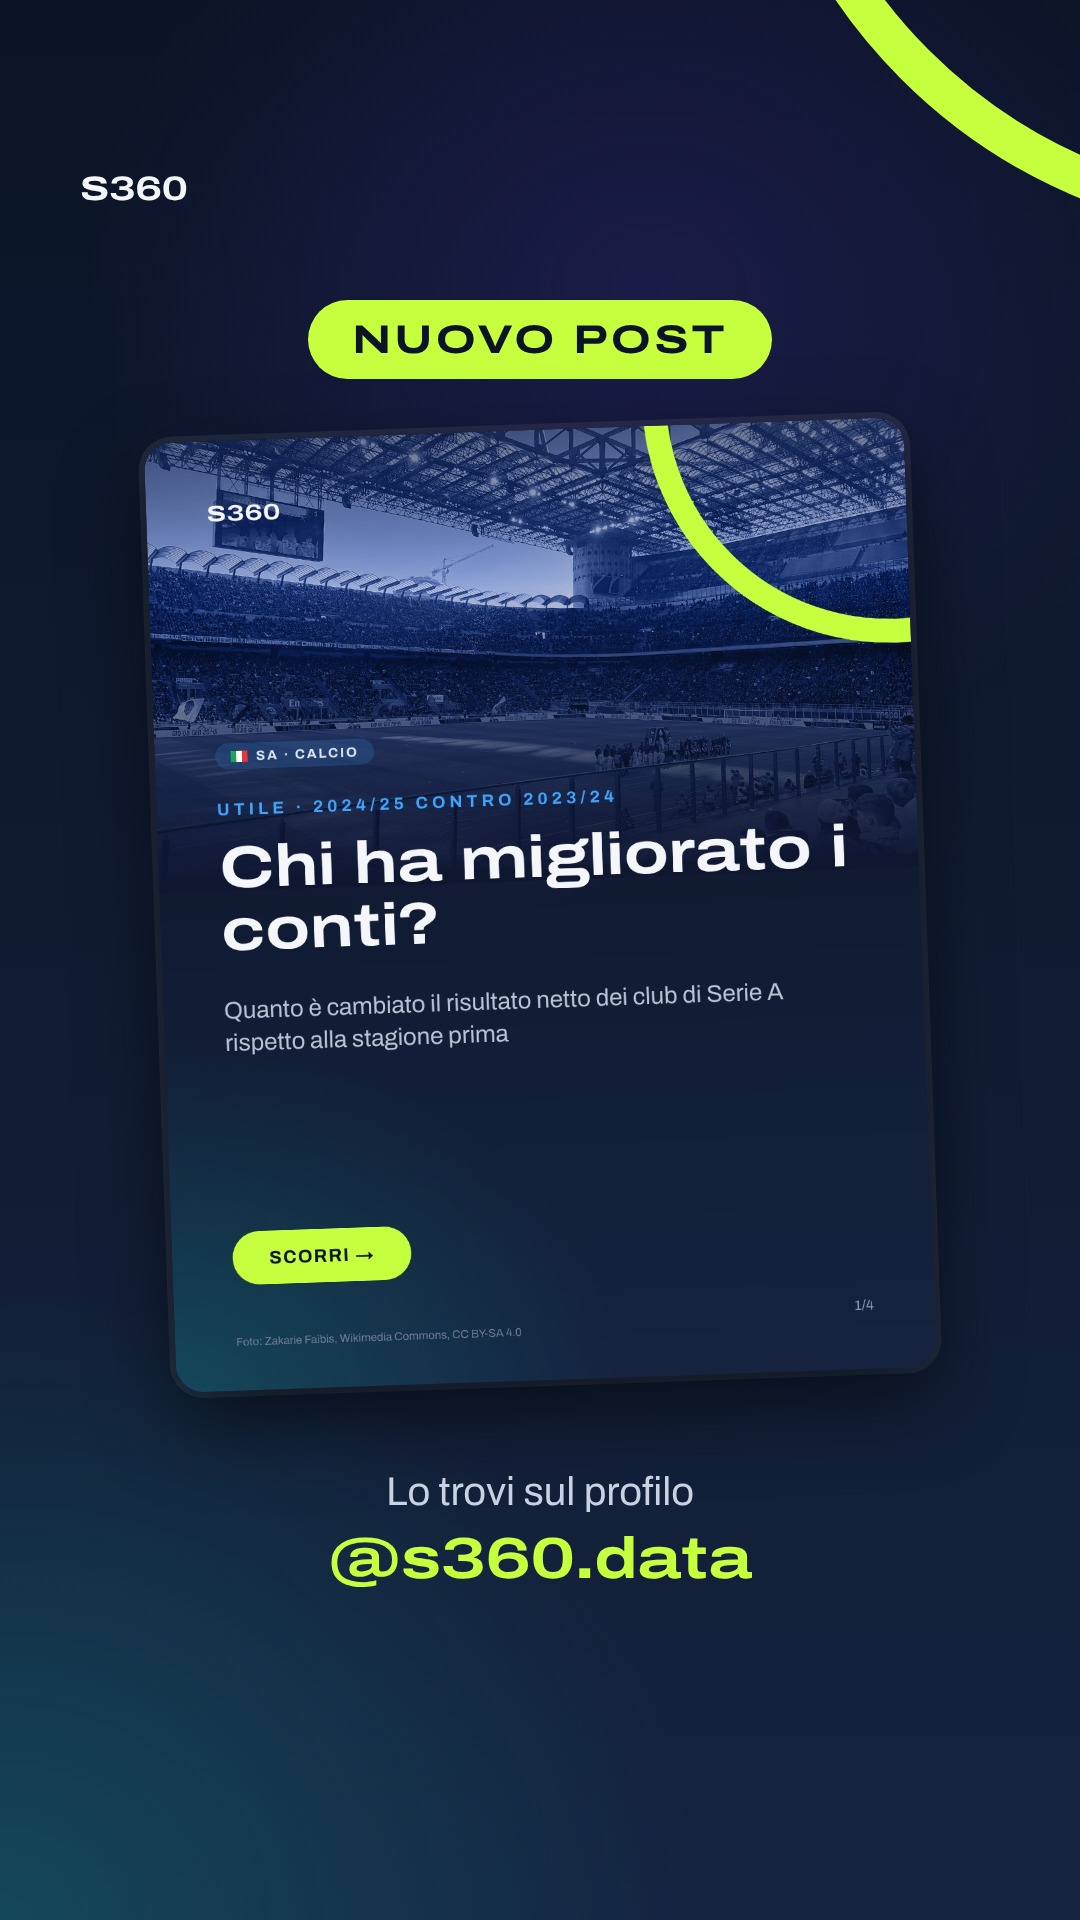 S360
NUOVO POST
S360
SA · CALCIO
UTILE · 2024/25 CONTRO 2023/24
Chi ha migliorato i
conti?
Quanto è cambiato il risultato netto dei club di Serie A
rispetto alla stagione prima
SCORRI →
1/4
Foto: Zakarie Faibis, Wikimedia Commons, CC BY-SA 4.0
Lo trovi sul profilo
@s360.data